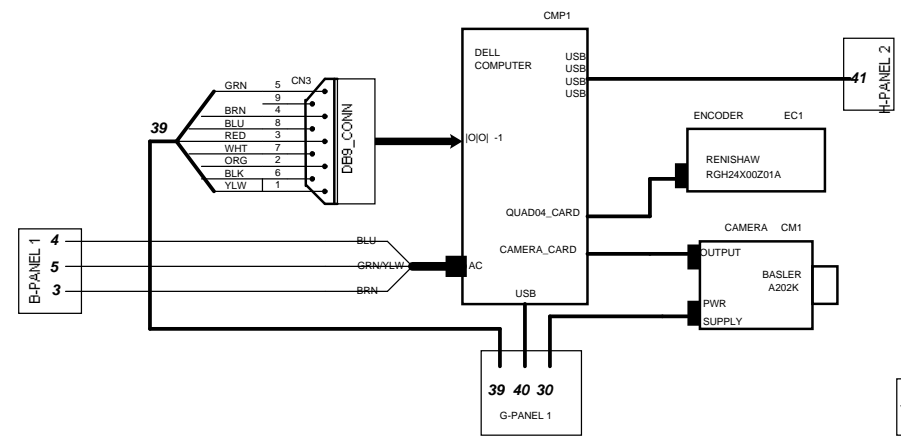 CMP1
DELL
COMPUTER
USB
USB
USB
USB
41
H-PANEL 2
GRN 5 CN3
9
BRN 4
BLU 8
39
RED 3
WHT 7
ORG 2
BLK 6
YLW 1
DB9_CONN
|O|O| -1
ENCODER EC1
RENISHAW
RGH24X00Z01A
QUAD04_CARD
CAMERA_CARD
CAMERA CM1
OUTPUT
BASLER
A202K
PWR
SUPPLY
B-PANEL 1
4 BLU
5 GRN/YLW
3 BRN
AC
USB
39 40 30
G-PANEL 1